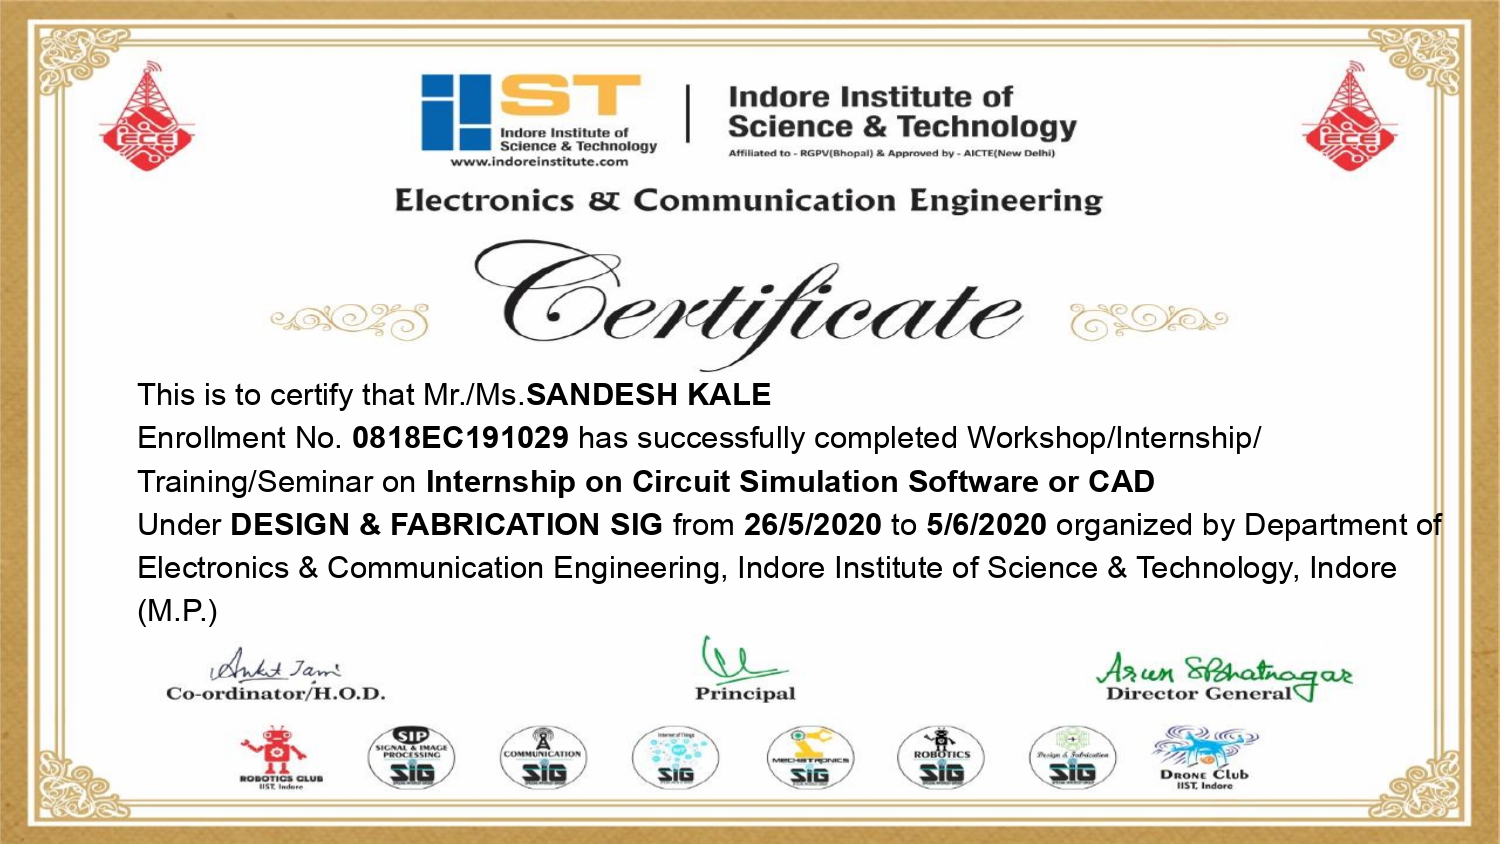 ECE
IIST
Indore Institute of
Science & Technology
www.indoreinstitute.com
Indore Institute of
Science & Technology
Affiliated to - RGPV(Bhopal) & Approved by - AICTE(New Delhi)
ECE
Electronics & Communication Engineering
Certificate
This is to certify that Mr./Ms.SANDESH KALE
Enrollment No. 0818EC191029 has successfully completed Workshop/Internship/
Training/Seminar on Internship on Circuit Simulation Software or CAD
Under DESIGN & FABRICATION SIG from 26/5/2020 to 5/6/2020 organized by Department of
Electronics & Communication Engineering, Indore Institute of Science & Technology, Indore
(M.P.)
Co-ordinator/H.O.D.
Principal
Arun S Bhatnagar
Director General
ROBOTICS CLUB
IIST, Indore
SIP
SIGNAL & IMAGE
PROCESSING
SIG
COMMUNICATION
SIG
Internet of Things
SIG
MECHATRONICS
SIG
ROBOTICS
SIG
Design & Fabrication
SIG
DRONE CLUB
IIST, Indore